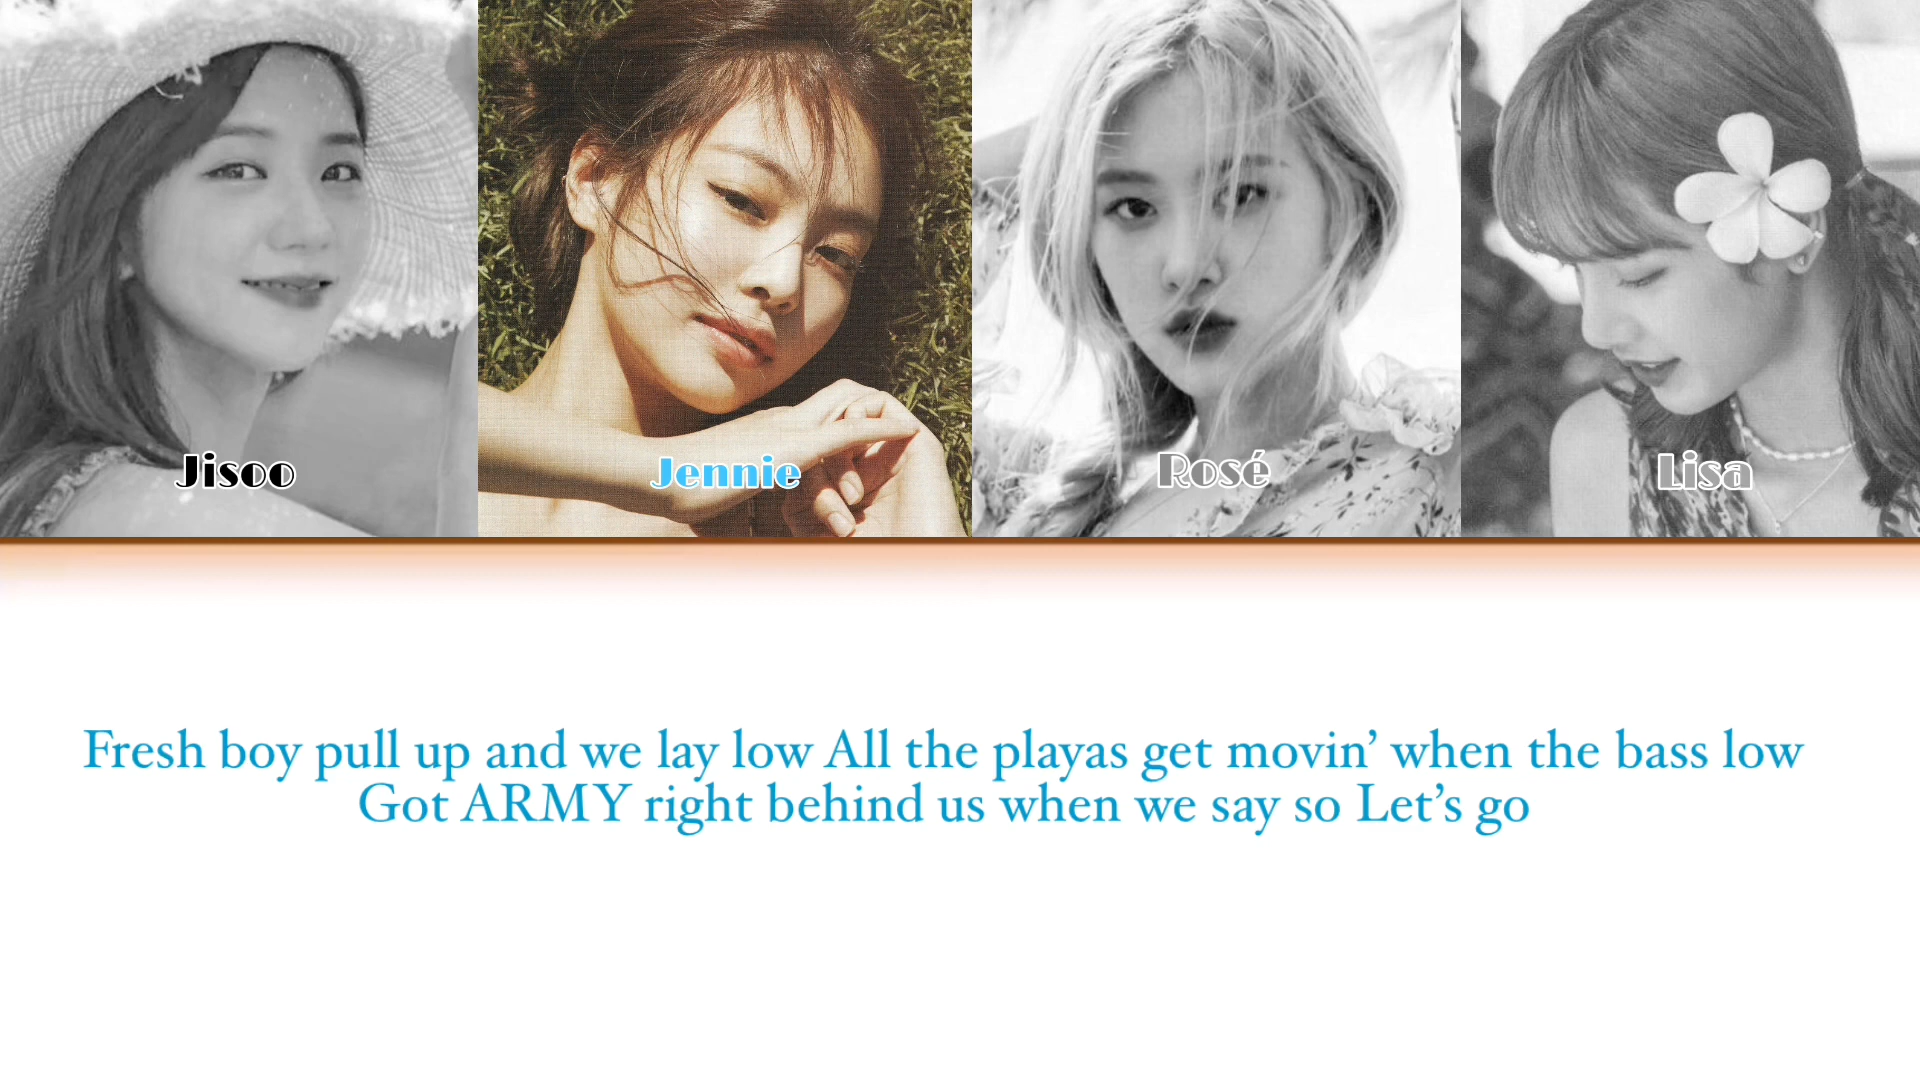 Jisoo
Jennie
Rosé
Lisa
Fresh boy pull up and we lay low All the playas get movin’ when the bass low
Got ARMY right behind us when we say so Let’s go